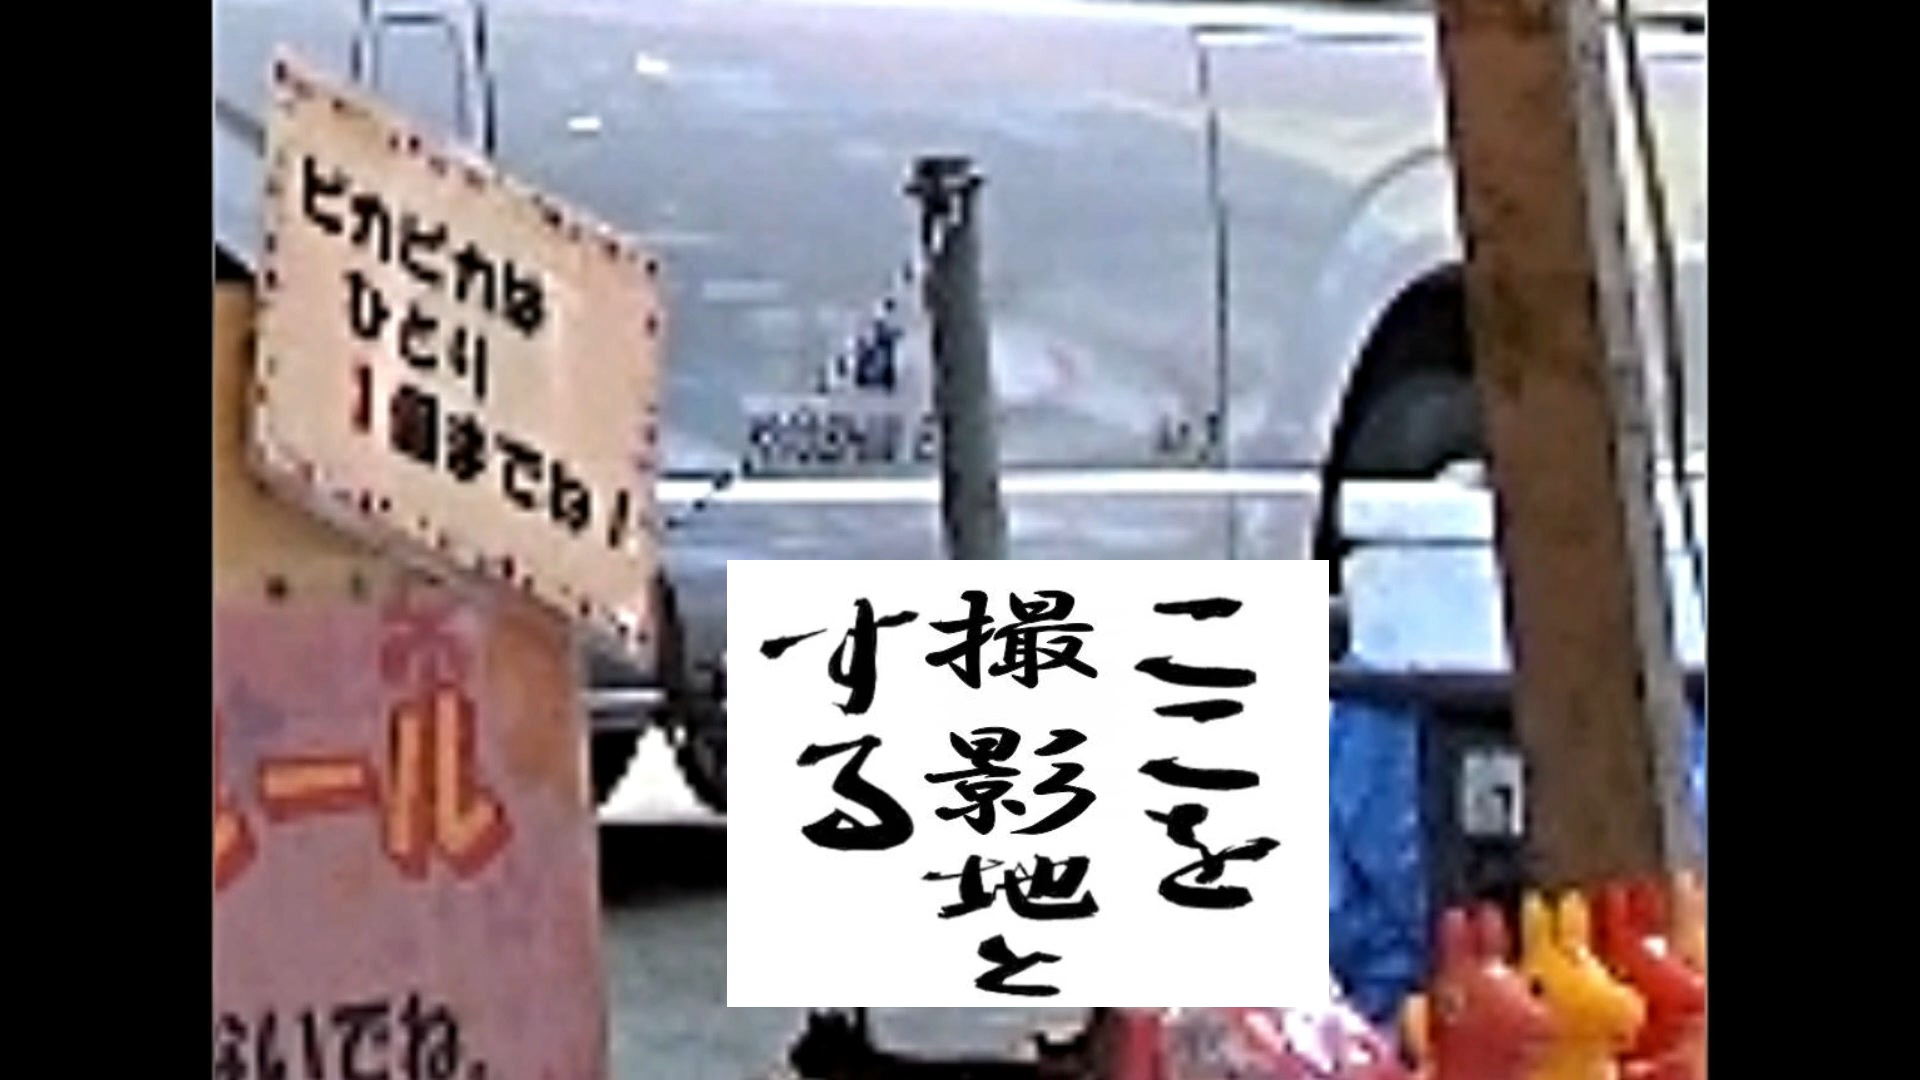 ピカピカは
ひとり
1個までね！
ール
ないでね。
ここを
撮影地と
する